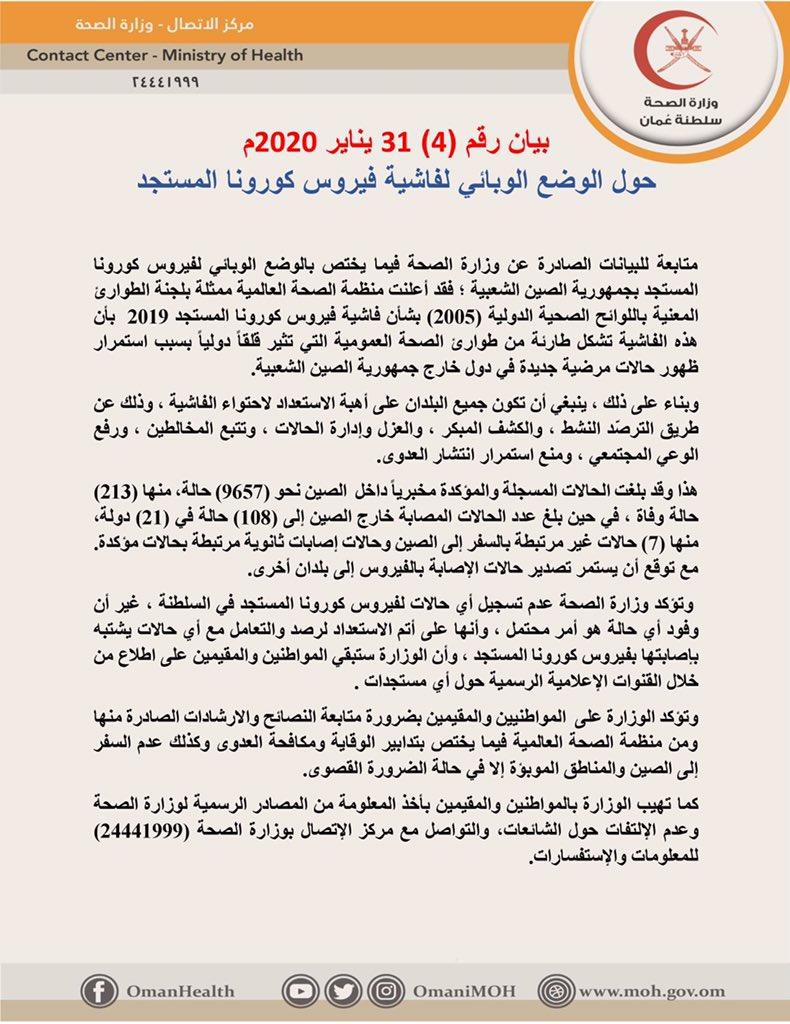 مركز الاتصال - وزارة الصحة
Contact Center - Ministry of Health
٢٤٤٤١٩٩٩
وزارة الصحة
سلطنة عُمان
بيان رقم (4) 31 يناير 2020م
حول الوضع الوبائي لفاشية فيروس كورونا المستجد
متابعة للبيانات الصادرة عن وزارة الصحة فيما يختص بالوضع الوبائي لفيروس كورونا
المستجد بجمهورية الصين الشعبية ؛ فقد أعلنت منظمة الصحة العالمية ممثلة بلجنة الطوارئ
المعنية باللوائح الصحية الدولية (2005) بشأن فاشية فيروس كورونا المستجد 2019 بأن
هذه الفاشية تشكل طارئة من طوارئ الصحة العمومية التي تثير قلقاً دولياً بسبب استمرار
ظهور حالات مرضية جديدة في دول خارج جمهورية الصين الشعبية.
وبناء على ذلك ، ينبغي أن تكون جميع البلدان على أهبة الاستعداد لاحتواء الفاشية ، وذلك عن
طريق الترصّد النشط ، والكشف المبكر ، والعزل وإدارة الحالات ، وتتبع المخالطين ، ورفع
الوعي المجتمعي ، ومنع استمرار انتشار العدوى.
هذا وقد بلغت الحالات المسجلة والمؤكدة مخبرياً داخل الصين نحو (9657) حالة، منها (213)
حالة وفاة ، في حين بلغ عدد الحالات المصابة خارج الصين إلى (108) حالة في (21) دولة،
منها (7) حالات غير مرتبطة بالسفر إلى الصين وحالات إصابات ثانوية مرتبطة بحالات مؤكدة.
مع توقع أن يستمر تصدير حالات الإصابة بالفيروس إلى بلدان أخرى.
وتؤكد وزارة الصحة عدم تسجيل أي حالات لفيروس كورونا المستجد في السلطنة ، غير أن
وفود أي حالة هو أمر محتمل ، وأنها على أتم الاستعداد لرصد والتعامل مع أي حالات يشتبه
بإصابتها بفيروس كورونا المستجد ، وأن الوزارة ستبقي المواطنين والمقيمين على اطلاع من
خلال القنوات الإعلامية الرسمية حول أي مستجدات .
وتؤكد الوزارة على المواطنيين والمقيمين بضرورة متابعة النصائح والارشادات الصادرة منها
ومن منظمة الصحة العالمية فيما يختص بتدابير الوقاية ومكافحة العدوى وكذلك عدم السفر
إلى الصين والمناطق الموبؤة إلا في حالة الضرورة القصوى.
كما تهيب الوزارة بالمواطنين والمقيمين بأخذ المعلومة من المصادر الرسمية لوزارة الصحة
وعدم الإلتفات حول الشائعات، والتواصل مع مركز الإتصال بوزارة الصحة (24441999)
للمعلومات والإستفسارات.
OmanHealth OmaniMOH www.moh.gov.om